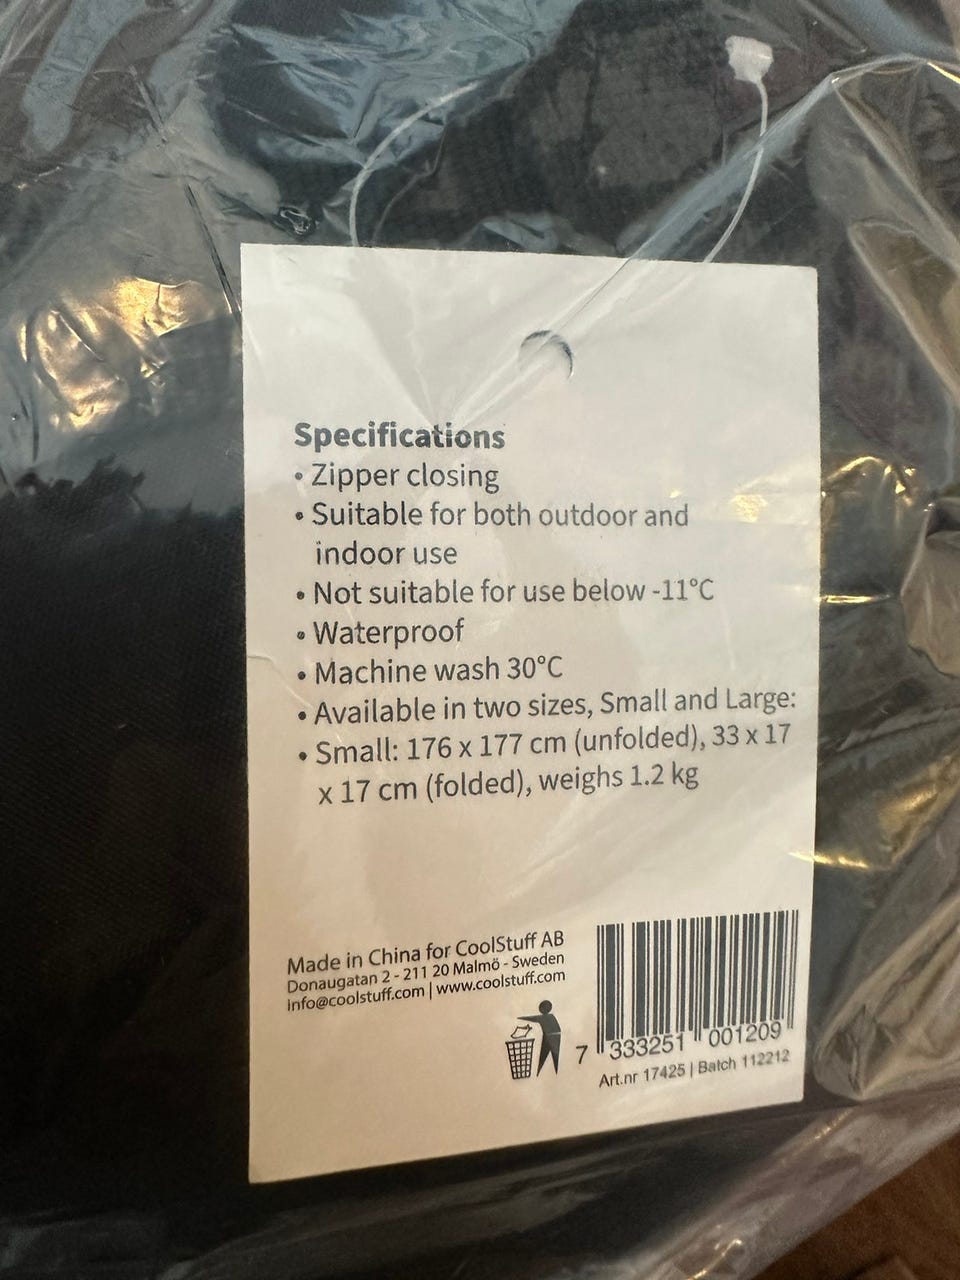 Specifications
• Zipper closing
• Suitable for both outdoor and
indoor use
• Not suitable for use below -11°C
• Waterproof
• Machine wash 30°C
• Available in two sizes, Small and Large:
• Small: 176 x 177 cm (unfolded), 33 x 17
x 17 cm (folded), weighs 1.2 kg
Made in China for CoolStuff AB
Donaugatan 2 - 211 20 Malmö - Sweden
info@coolstuff.com | www.coolstuff.com
7 333251 001209
Art.nr 17425 | Batch 112212